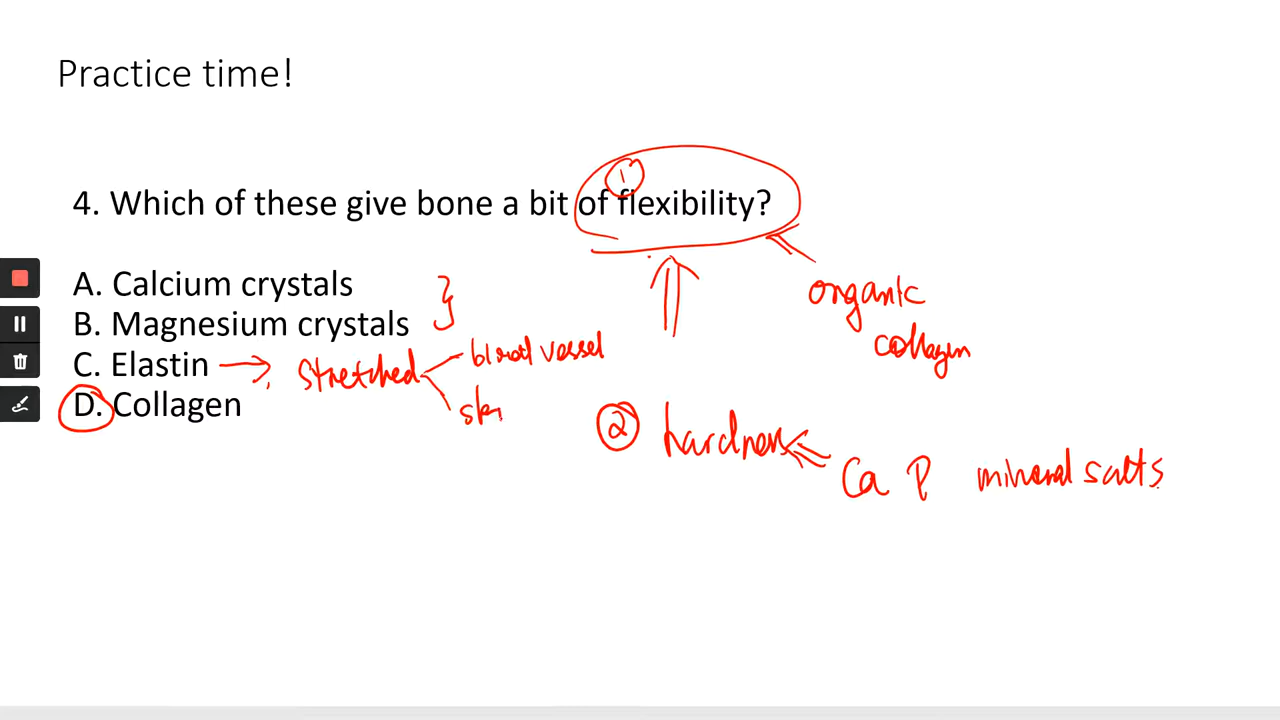 Practice time!
4. Which of these give bone a bit of flexibility?
1
A. Calcium crystals
B. Magnesium crystals
C. Elastin
D. Collagen
organic
collagen
stretched
blood vessel
ski
2 hardness
Ca P mineral salts